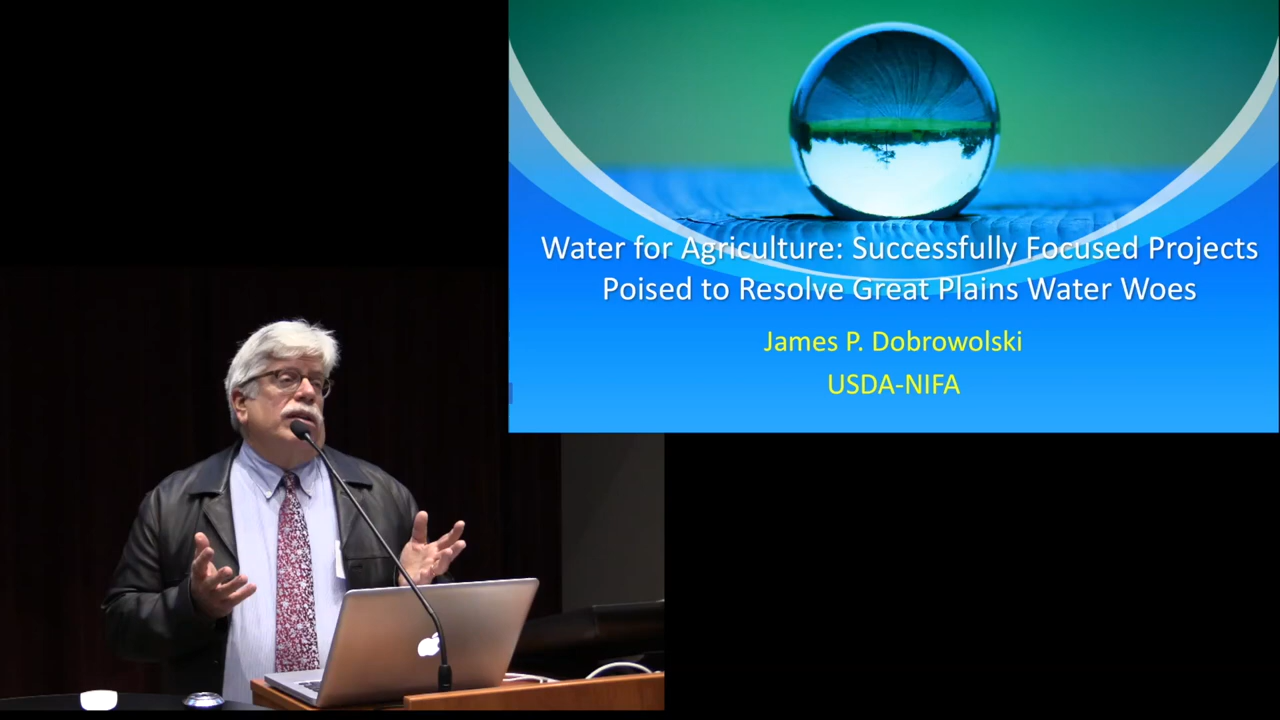 Water for Agriculture: Successfully Focused Projects
Poised to Resolve Great Plains Water Woes
James P. Dobrowolski
USDA-NIFA